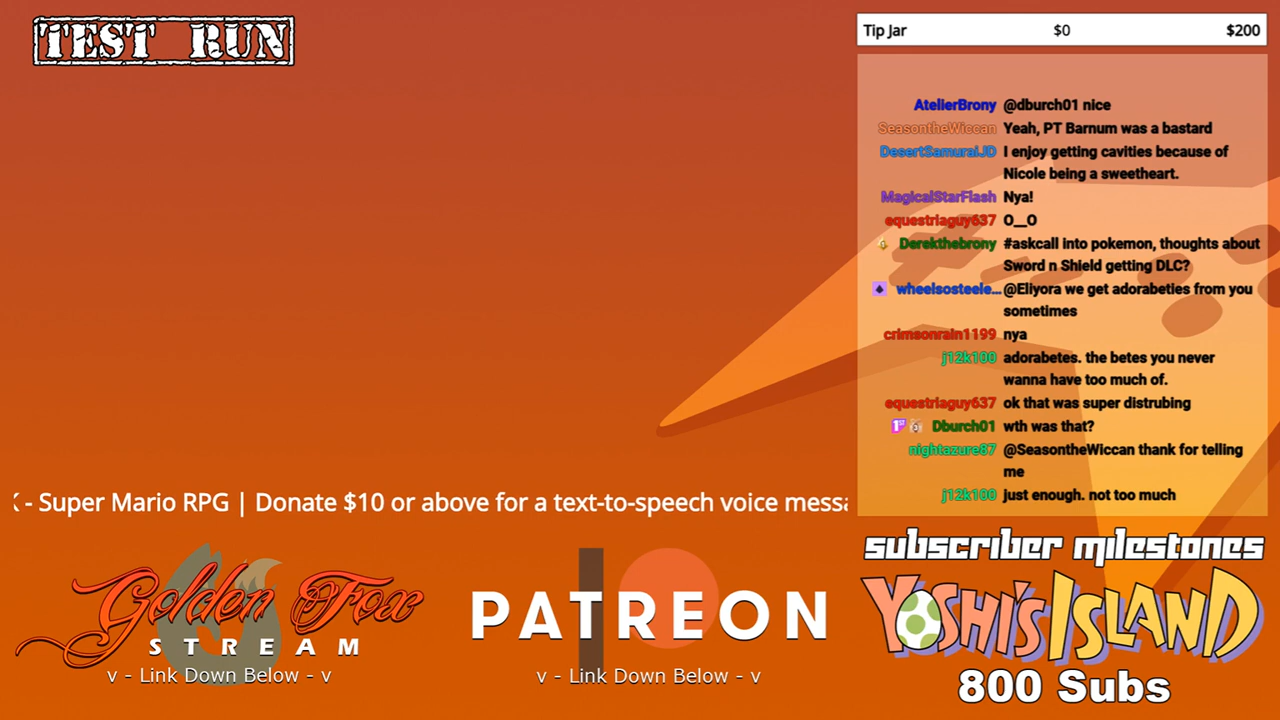 TEST RUN
Tip Jar $0 $200
AtelierBrony @dburch01 nice
SeasontheWiccan Yeah, PT Barnum was a bastard
DesertSamuraiJD I enjoy getting cavities because of
Nicole being a sweetheart.
MagicalStarFlash Nya!
equestriaguy637 O__O
Derekthebrony #askcall into pokemon, thoughts about
Sword n Shield getting DLC?
wheelsosteele... @Eliyora we get adorabeties from you
sometimes
crimsonrain1199 nya
j12k100 adorabetes. the betes you never
wanna have too much of.
equestriaguy637 ok that was super distrubing
1ST Dburch01 wth was that?
nightazure87 @SeasontheWiccan thank for telling
me
j12k100 just enough. not too much
- Super Mario RPG | Donate $10 or above for a text-to-speech voice messa
Golden Fox
STREAM
v - Link Down Below - v
PATREON
v - Link Down Below - v
subscriber milestones
YOSHI'S ISLAND
800 Subs